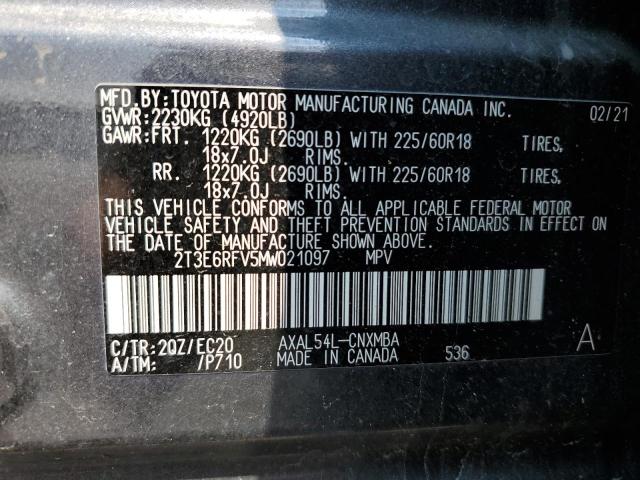 MFD.BY:TOYOTA MOTOR MANUFACTURING CANADA INC. 02/21
GVWR:2230KG (4920LB)
GAWR:FRT. 1220KG (2690LB) WITH 225/60R18 TIRES,
18x7.0J RIMS.
RR. 1220KG (2690LB) WITH 225/60R18 TIRES,
18x7.0J RIMS.
THIS VEHICLE CONFORMS TO ALL APPLICABLE FEDERAL MOTOR
VEHICLE SAFETY AND THEFT PREVENTION STANDARDS IN EFFECT ON
THE DATE OF MANUFACTURE SHOWN ABOVE.
2T3E6RFV5MW021097 MPV
C/TR:2QZ/EC20 AXAL54L-CNXMBA A
A/TM: /P710 MADE IN CANADA 536